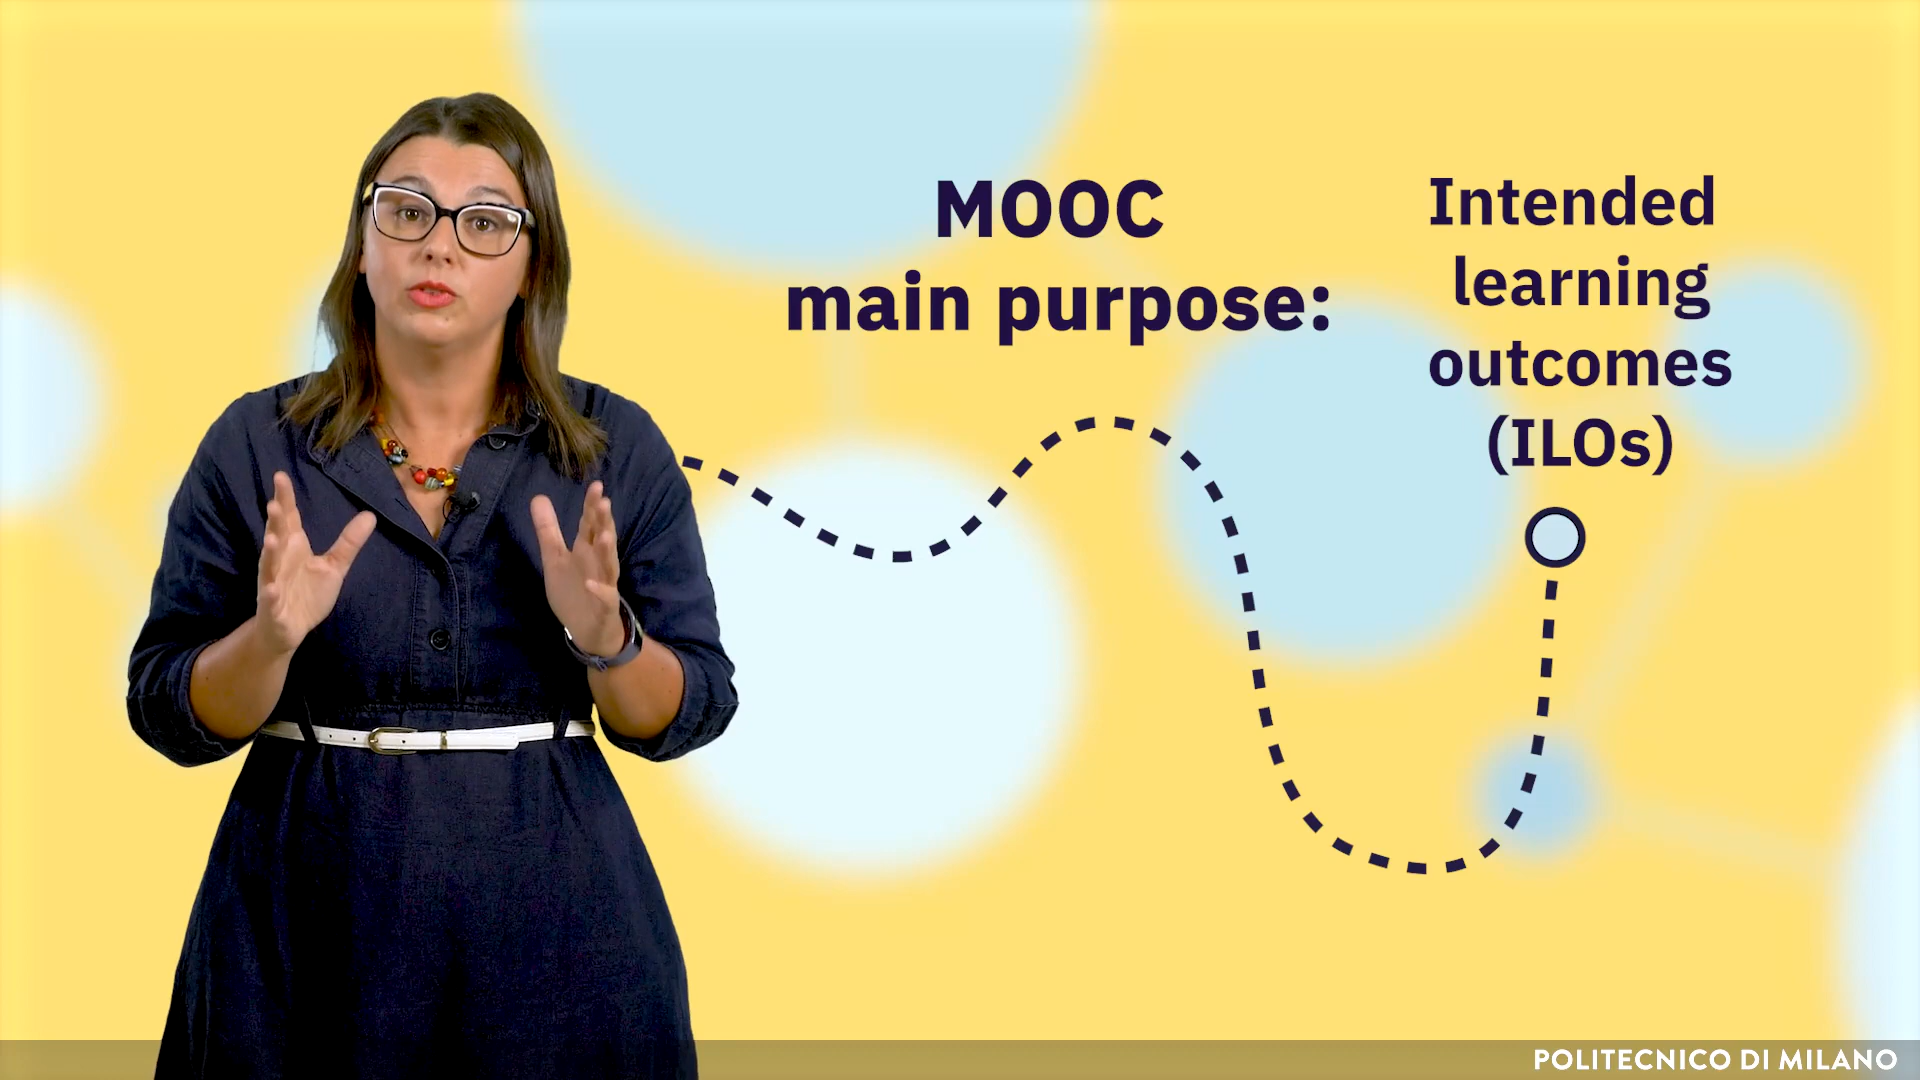 MOOC
main purpose:
Intended
learning
outcomes
(ILOs)
POLITECNICO DI MILANO